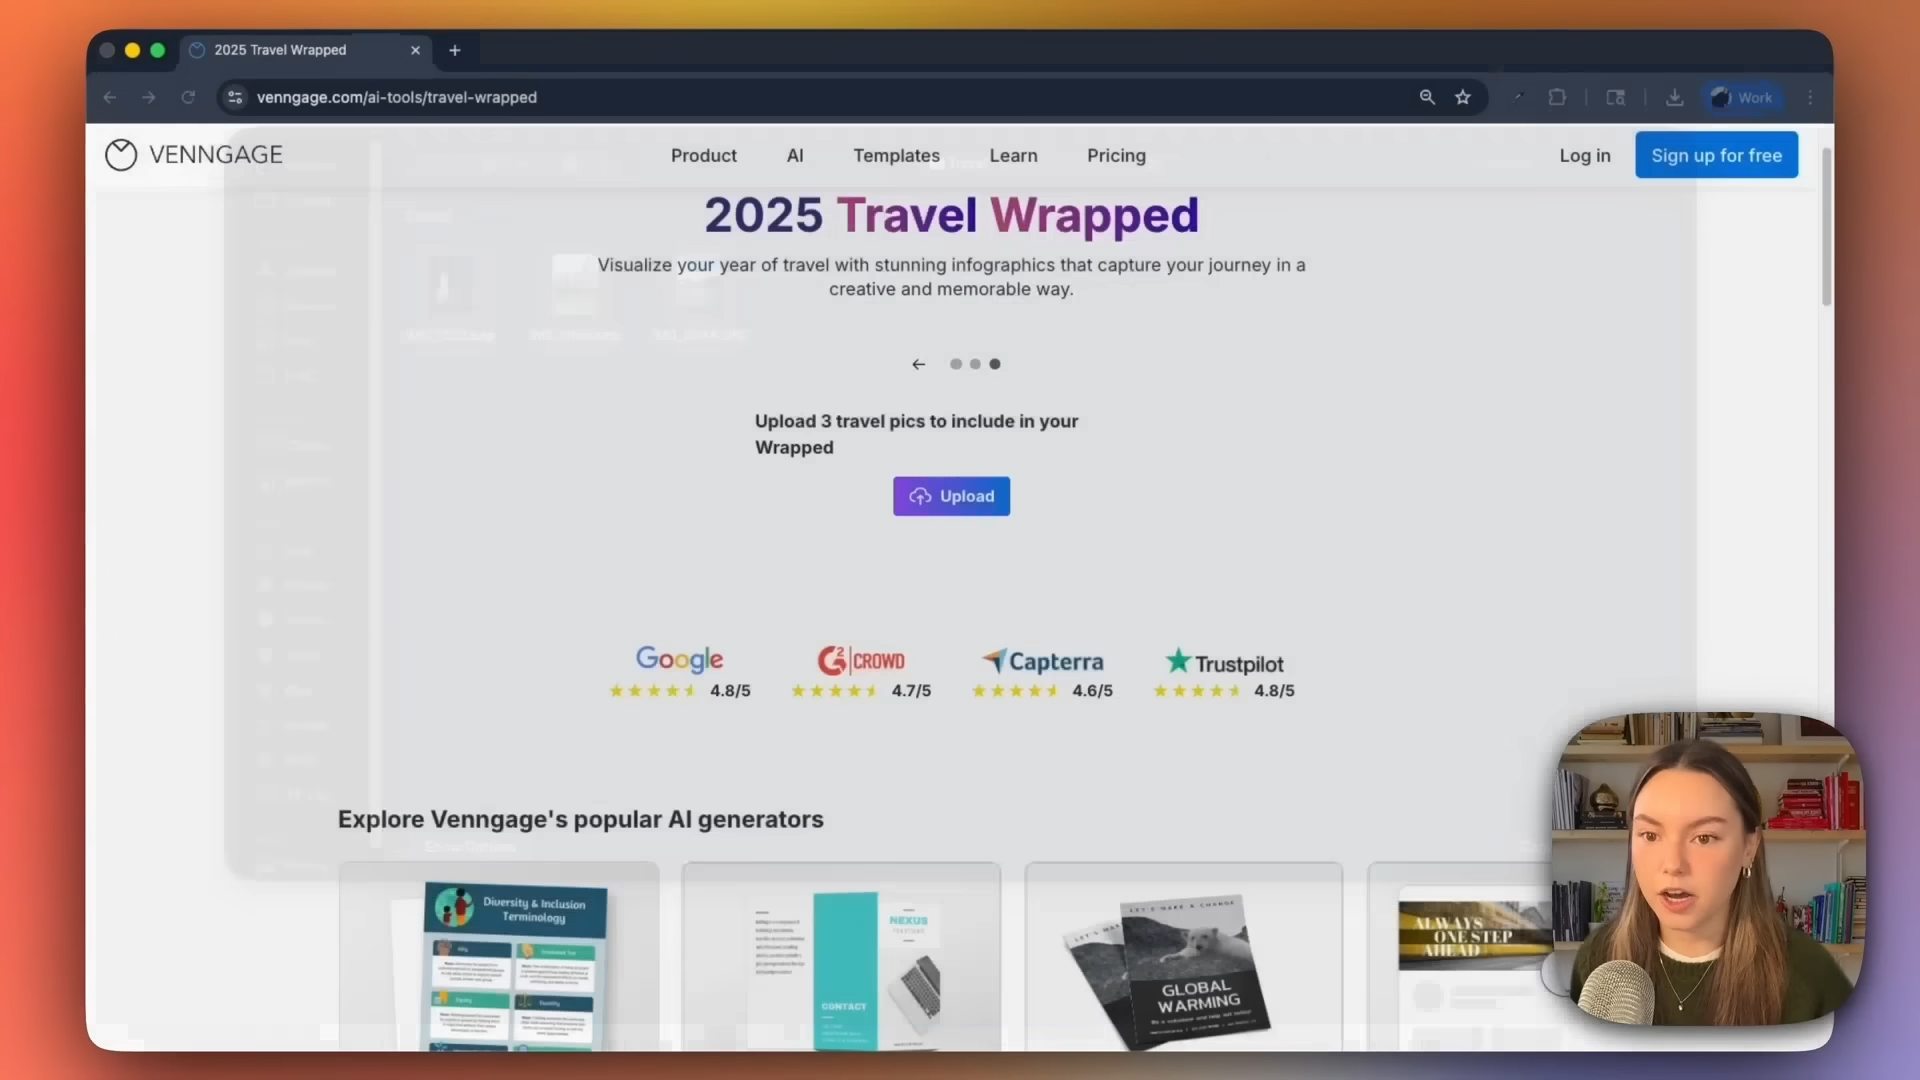 2025 Travel Wrapped
venngage.com/ai-tools/travel-wrapped
Work
VENNGAGE
Product
AI
Templates
Learn
Pricing
Log in
Sign up for free
2025 Travel Wrapped
Visualize your year of travel with stunning infographics that capture your journey in a
creative and memorable way.
Upload 3 travel pics to include in your
Wrapped
Upload
Google
G2 CROWD
Capterra
Trustpilot
4.8/5
4.7/5
4.6/5
4.8/5
Explore Venngage's popular AI generators
Diversity & Inclusion
Terminology
NEXUS
CONTACT
LET'S MAKE A CHANGE
GLOBAL
WARMING
ALWAYS
ONE STEP
AHEAD